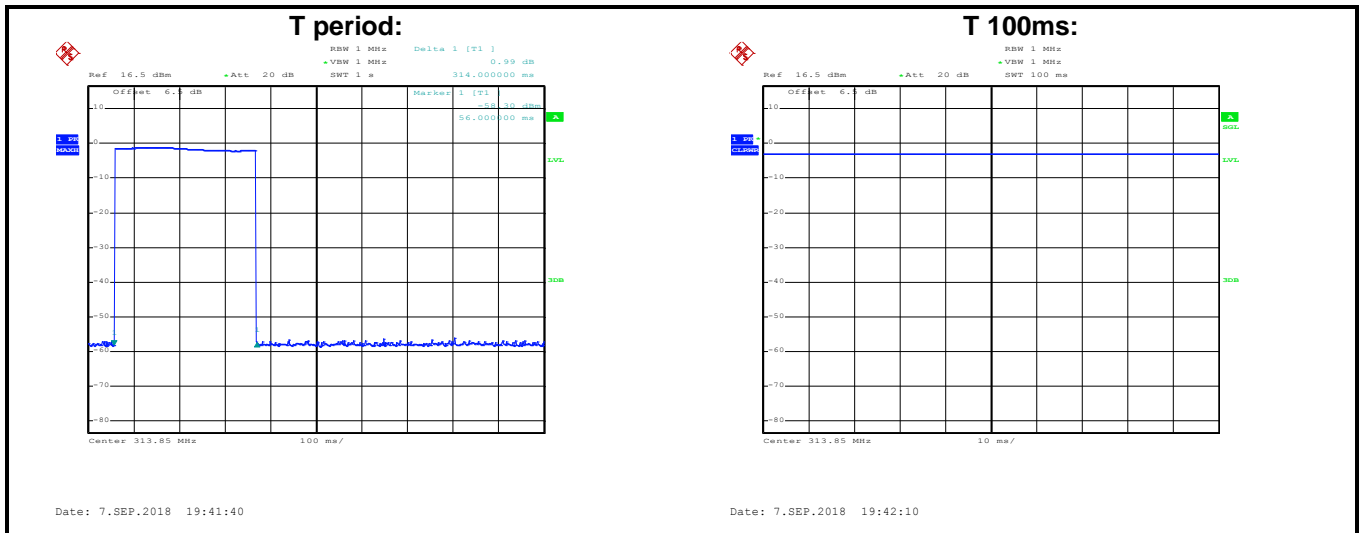 T period:
R S
RBW 1 MHz Delta 1 [T1 ]
*VBW 1 MHz 0.99 dB
Ref 16.5 dBm *Att 20 dB SWT 1 s 314.000000 ms
Offset 6.5 dB Marker 1 [T1 ]
-58.30 dBm
56.000000 ms
A
1 PK
MAXH
LVL
3DB
10
0
-10
-20
-30
-40
-50
-60
-70
-80
1
1
Center 313.85 MHz 100 ms/
Date: 7.SEP.2018 19:41:40
T 100ms:
R S
RBW 1 MHz
*VBW 1 MHz
Ref 16.5 dBm *Att 20 dB SWT 100 ms
Offset 6.5 dB
A
SGL
1 PK*
CLRWR
LVL
3DB
10
0
-10
-20
-30
-40
-50
-60
-70
-80
Center 313.85 MHz 10 ms/
Date: 7.SEP.2018 19:42:10